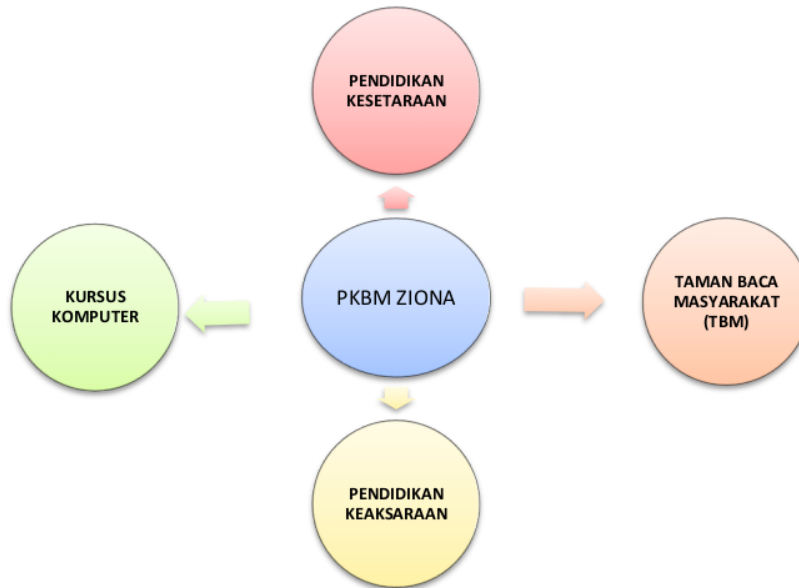 PENDIDIKAN
KESETARAAN
KURSUS
KOMPUTER
PKBM ZIONA
TAMAN BACA
MASYARAKAT
(TBM)
PENDIDIKAN
KEAKSARAAN